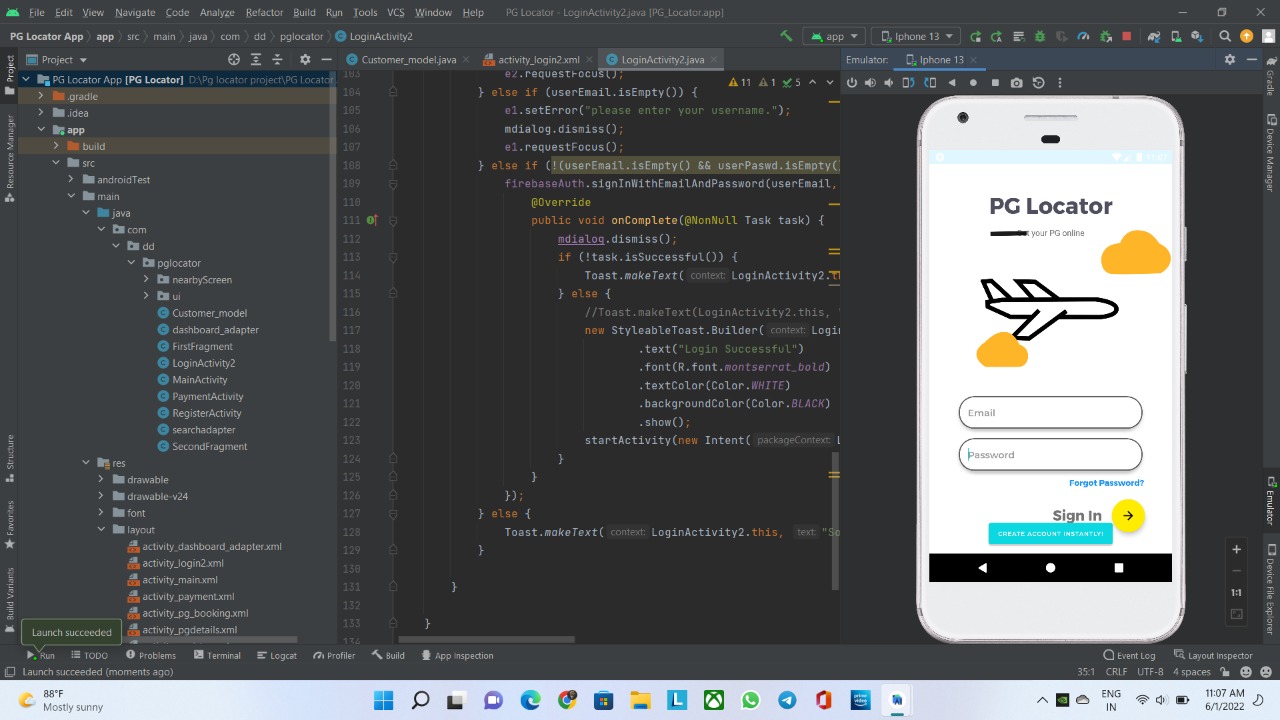 File Edit View Navigate Code Analyze Refactor Build Run Tools VCS Window Help PG Locator - LoginActivity2.java [PG_Locator.app]
PG Locator App app src main java com dd pglocator LoginActivity2
app Iphone 13
Project
Customer_model.java activity_login2.xml LoginActivity2.java
Emulator: Iphone 13
PG Locator App [PG Locator] D:\Pg locator project\PG Locator
.gradle
.idea
app
build
src
androidTest
main
java
com
dd
pglocator
nearbyScreen
ui
Customer_model
dashboard_adapter
FirstFragment
LoginActivity2
MainActivity
PaymentActivity
RegisterActivity
searchadapter
SecondFragment
res
drawable
drawable-v24
font
layout
activity_dashboard_adapter.xml
activity_login2.xml
activity_main.xml
activity_payment.xml
activity_pg_booking.xml
activity_pgdetails.xml
11 1 5
103 e2.requestFocus();
104 } else if (userEmail.isEmpty()) {
105 e1.setError("please enter your username.");
106 mdialog.dismiss();
107 e1.requestFocus();
108 } else if (!(userEmail.isEmpty() && userPaswd.isEmpty()
109 firebaseAuth.signInWithEmailAndPassword(userEmail,
110 @Override
111 public void onComplete(@NonNull Task task) {
112 mdialog.dismiss();
113 if (!task.isSuccessful()) {
114 Toast.makeText( context: LoginActivity2.th
115 } else {
116 //Toast.makeText(LoginActivity2.this, "
117 new StyleableToast.Builder( context: Login
118 .text("Login Successful")
119 .font(R.font.montserrat_bold)
120 .textColor(Color.WHITE)
121 .backgroundColor(Color.BLACK)
122 .show();
123 startActivity(new Intent( packageContext: L
124 }
125 }
126 });
127 } else {
128 Toast.makeText( context: LoginActivity2.this, text: "So
129 }
130
131 }
132
133 }
134
11:07
PG Locator
your PG online
Email
Password
Forgot Password?
Sign In
CREATE ACCOUNT INSTANTLY!
1:1
Project
Resource Manager
Structure
Favorites
Build Variants
Gradle
Device Manager
Emulator
Device File Explorer
Launch succeeded
Run TODO Problems Terminal Logcat Profiler Build App Inspection Event Log Layout Inspector
Launch succeeded (moments ago) 35:1 CRLF UTF-8 4 spaces
88°F
Mostly sunny
L
prime video
ENG
IN
11:07 AM
6/1/2022